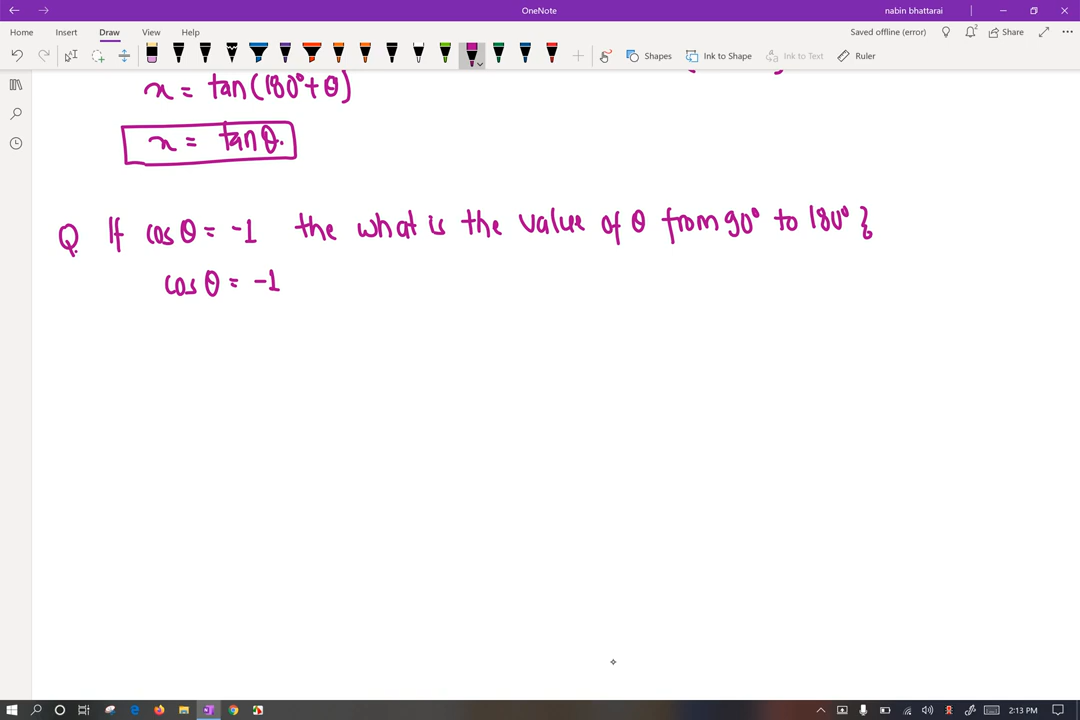 OneNote
nabin bhattarai
Home Insert Draw View Help
Saved offline (error) Share
Shapes Ink to Shape Ink to Text Ruler
x = tan(180°+θ)
x = tanθ.
Q If cosθ = -1 the what is the value of θ from 90° to 180° }
cosθ = -1
2:13 PM